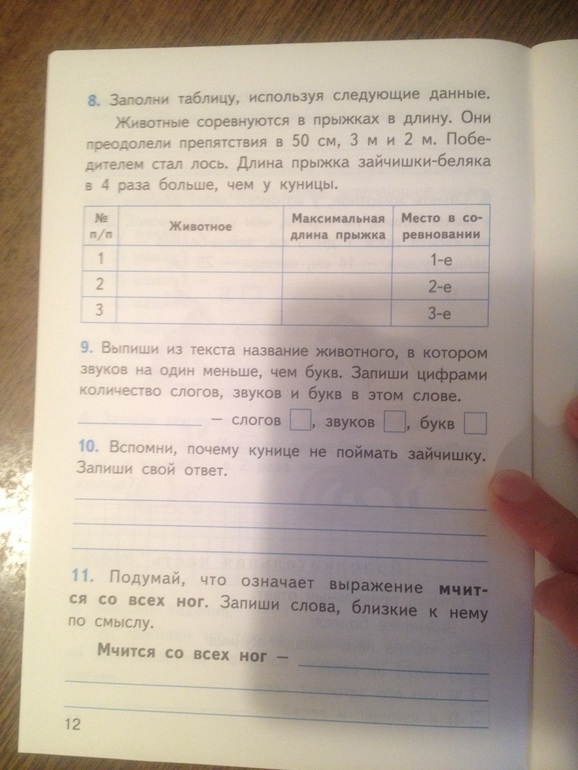 8. Заполни таблицу, используя следующие данные.
Животные соревнуются в прыжках в длину. Они
преодолели препятствия в 50 см, 3 м и 2 м. Побе-
дителем стал лось. Длина прыжка зайчишки-беляка
в 4 раза больше, чем у куницы.
№ п/п Животное Максимальная длина прыжка Место в со-ревновании
1 1-е
2 2-е
3 3-е
9. Выпиши из текста название животного, в котором
звуков на один меньше, чем букв. Запиши цифрами
количество слогов, звуков и букв в этом слове.
— слогов , звуков , букв
10. Вспомни, почему кунице не поймать зайчишку.
Запиши свой ответ.
11. Подумай, что означает выражение мчит-
ся со всех ног. Запиши слова, близкие к нему
по смыслу.
Мчится со всех ног —
12